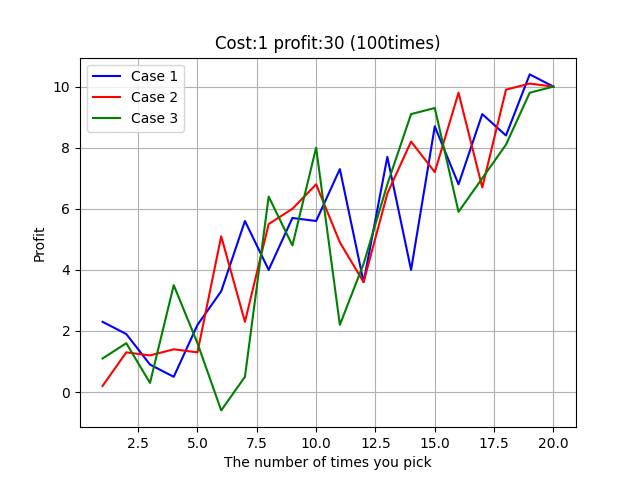 Cost:1 profit:30 (100times)
Case 1
Case 2
Case 3
Profit
10
8
6
4
2
0
2.5 5.0 7.5 10.0 12.5 15.0 17.5 20.0
The number of times you pick